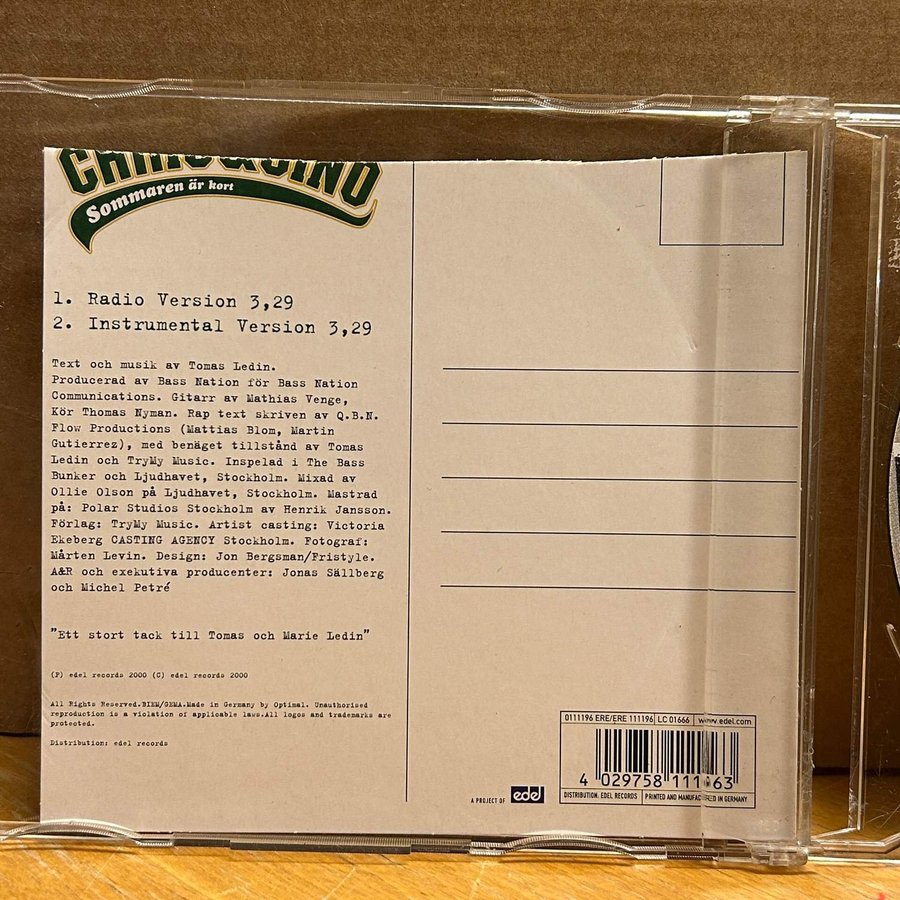 Sommaren är kort
1. Radio Version 3,29
2. Instrumental Version 3,29
Text och musik av Tomas Ledin.
Producerad av Bass Nation för Bass Nation
Communications. Gitarr av Mathias Venge,
Kör Thomas Nyman. Rap text skriven av Q.B.N.
Flow Productions (Mattias Blom, Martin
Gutierrez), med benäget tillstånd av Tomas
Ledin och TryMy Music. Inspelad i The Bass
Bunker och Ljudhavet, Stockholm. Mixad av
Ollie Olson på Ljudhavet, Stockholm. Mastrad
på: Polar Studios Stockholm av Henrik Jansson.
Förlag: TryMy Music. Artist casting: Victoria
Ekeberg CASTING AGENCY Stockholm. Fotograf:
Mårten Levin. Design: Jon Bergsman/Fristyle.
A&R och exekutiva producenter: Jonas Sällberg
och Michel Petré
"Ett stort tack till Tomas och Marie Ledin"
(P) edel records 2000 (C) edel records 2000
All Rights Reserved.BIEM/GEMA.Made in Germany by Optimal. Unauthorised
reproduction is a violation of applicable laws.All logos and trademarks are
protected.
Distribution: edel records
A PROJECT OF edel
0111196 ERE/ERE 111196 LC 01666 www.edel.com
4 029758 111963
DISTRIBUTION: EDEL RECORDS PRINTED AND MANUFACTURED IN GERMANY